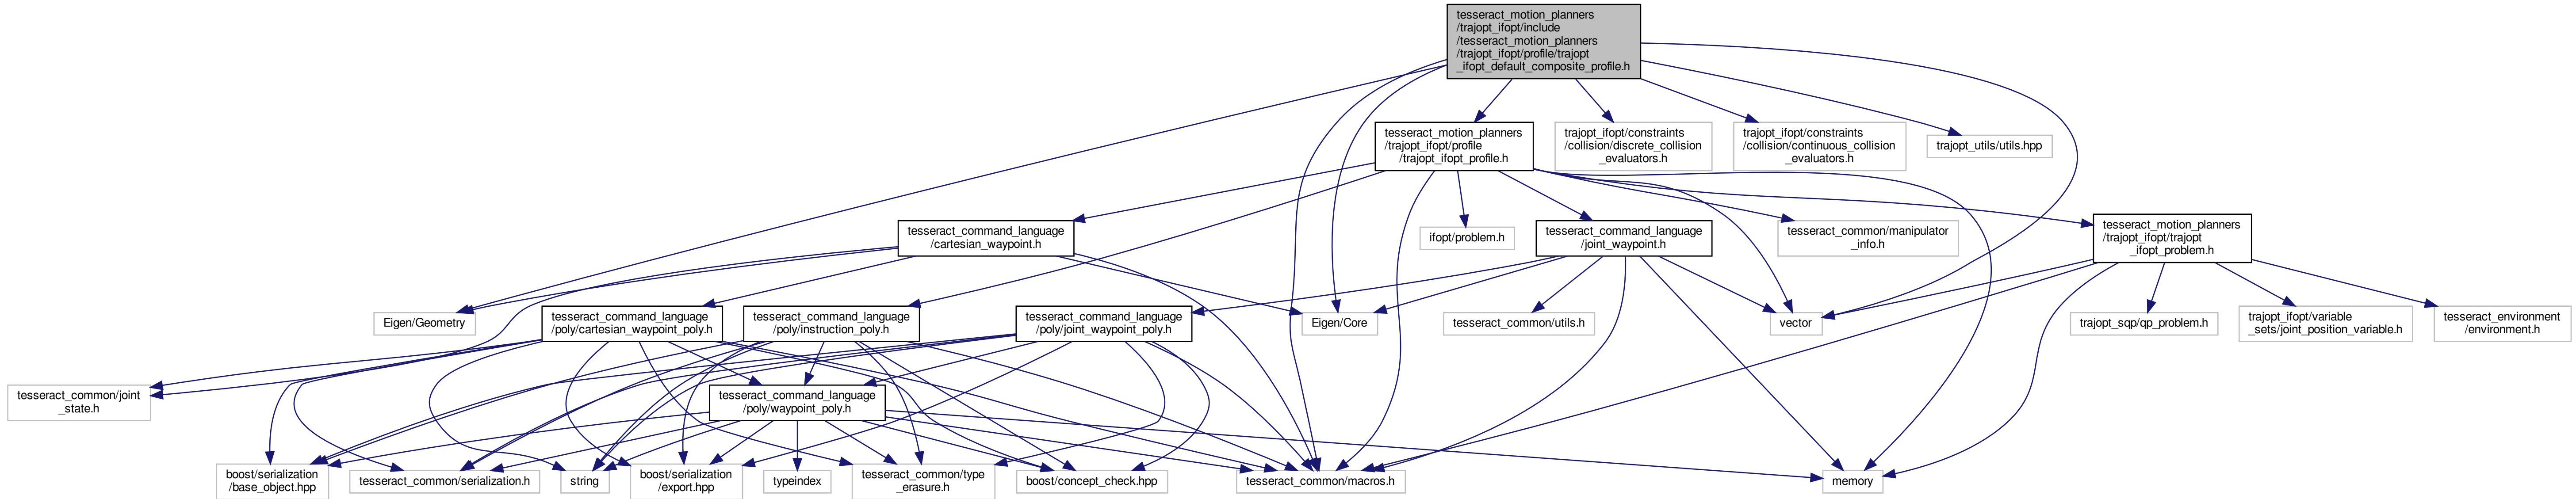 tesseract_motion_planners
/trajopt_ifopt/include
/tesseract_motion_planners
/trajopt_ifopt/profile/trajopt
_ifopt_default_composite_profile.h
tesseract_motion_planners
/trajopt_ifopt/profile
/trajopt_ifopt_profile.h
trajopt_ifopt/constraints
/collision/discrete_collision
_evaluators.h
trajopt_ifopt/constraints
/collision/continuous_collision
_evaluators.h
trajopt_utils/utils.hpp
tesseract_command_language
/cartesian_waypoint.h
ifopt/problem.h
tesseract_command_language
/joint_waypoint.h
tesseract_common/manipulator
_info.h
tesseract_motion_planners
/trajopt_ifopt/trajopt
_ifopt_problem.h
Eigen/Geometry
tesseract_command_language
/poly/cartesian_waypoint_poly.h
tesseract_command_language
/poly/instruction_poly.h
tesseract_command_language
/poly/joint_waypoint_poly.h
Eigen/Core
tesseract_common/utils.h
vector
trajopt_sqp/qp_problem.h
trajopt_ifopt/variable
_sets/joint_position_variable.h
tesseract_environment
/environment.h
tesseract_common/joint
_state.h
tesseract_command_language
/poly/waypoint_poly.h
boost/serialization
/base_object.hpp
tesseract_common/serialization.h
string
boost/serialization
/export.hpp
typeindex
tesseract_common/type
_erasure.h
boost/concept_check.hpp
tesseract_common/macros.h
memory